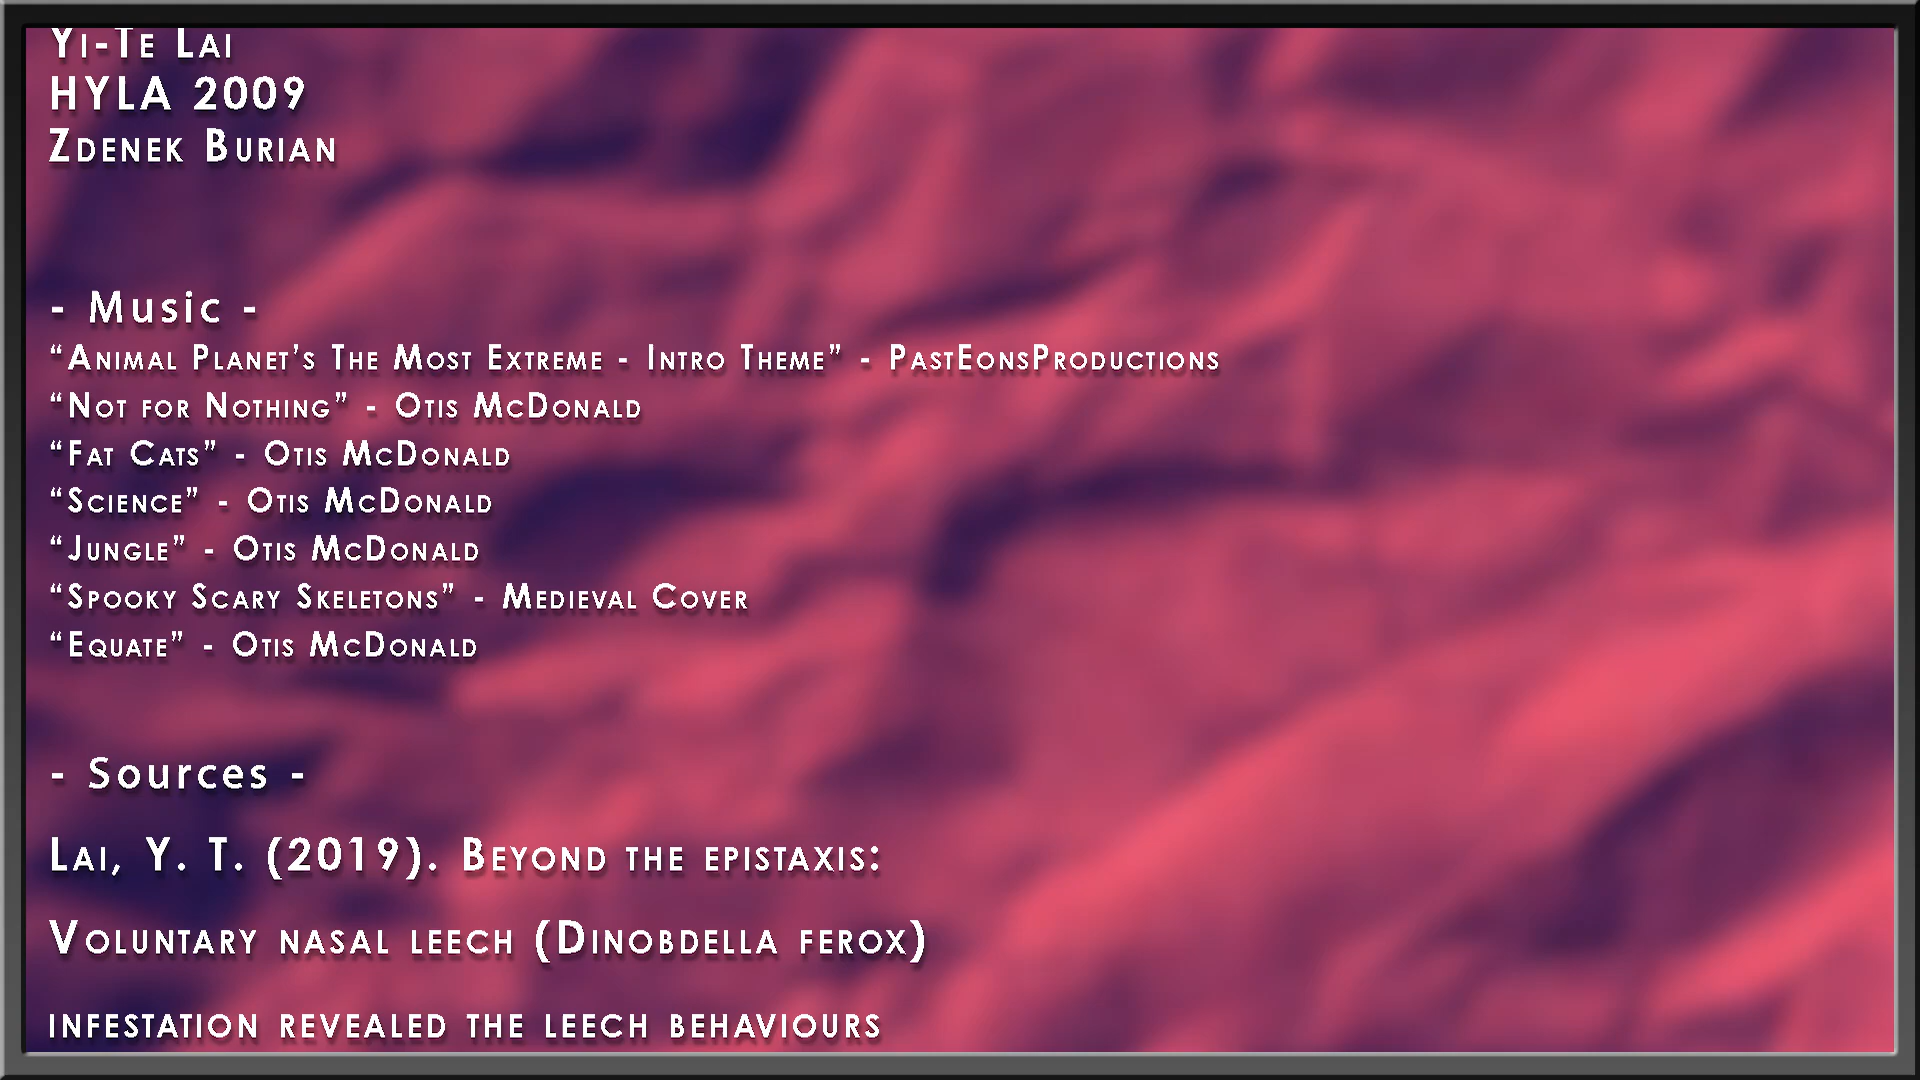 Yi-Te Lai
HYLA 2009
Zdenek Burian
- Music -
“Animal Planet’s The Most Extreme - Intro Theme” - PastEonsProductions
“Not for Nothing” - Otis McDonald
“Fat Cats” - Otis McDonald
“Science” - Otis McDonald
“Jungle” - Otis McDonald
“Spooky Scary Skeletons” - Medieval Cover
“Equate” - Otis McDonald
- Sources -
Lai, Y. T. (2019). Beyond the epistaxis:
Voluntary nasal leech (Dinobdella ferox)
infestation revealed the leech behaviours